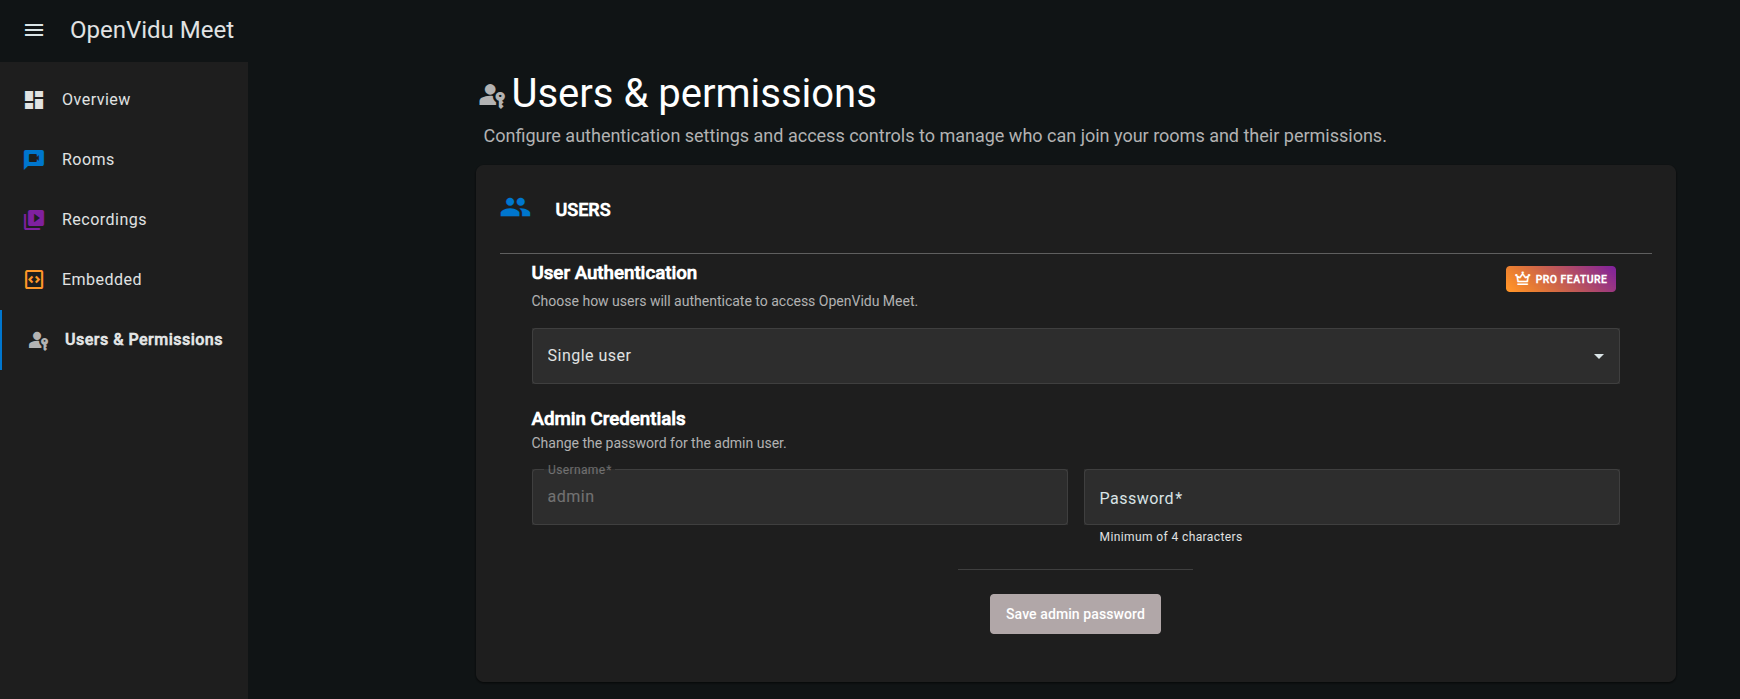 OpenVidu Meet
Overview
Rooms
Recordings
Embedded
Users & Permissions
Users & permissions
Configure authentication settings and access controls to manage who can join your rooms and their permissions.
USERS
User Authentication
PRO FEATURE
Choose how users will authenticate to access OpenVidu Meet.
Single user
Admin Credentials
Change the password for the admin user.
Username*
admin
Password*
Minimum of 4 characters
Save admin password